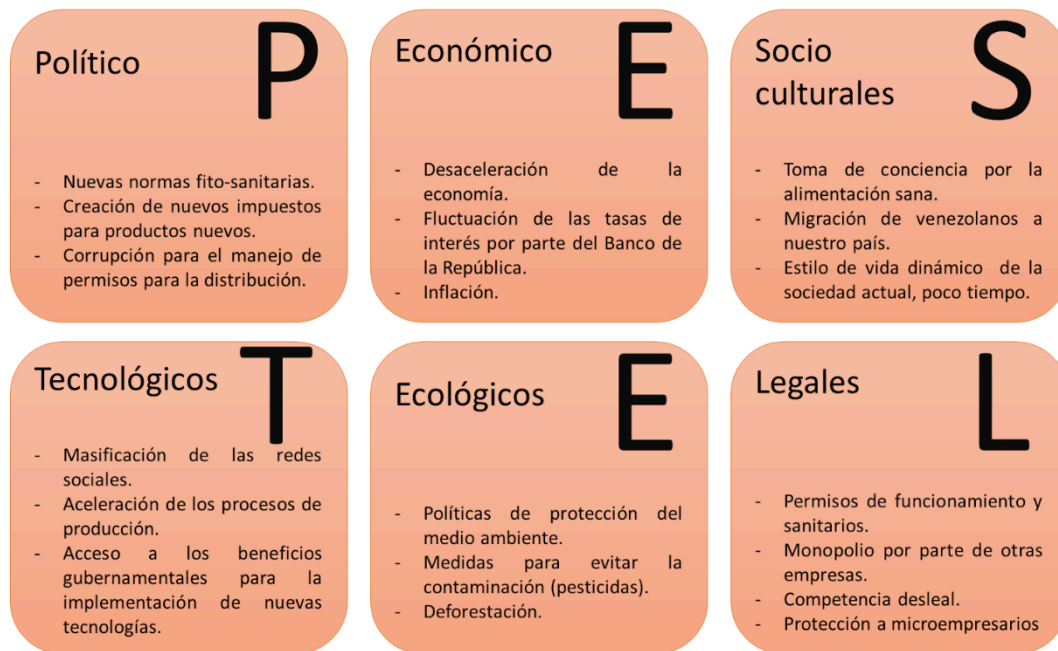 Político
P
- Nuevas normas fito-sanitarias.
- Creación de nuevos impuestos
para productos nuevos.
- Corrupción para el manejo de
permisos para la distribución.
Económico
E
- Desaceleración de la
economía.
- Fluctuación de las tasas de
interés por parte del Banco de
la República.
- Inflación.
Socio
culturales
S
- Toma de conciencia por la
alimentación sana.
- Migración de venezolanos a
nuestro país.
- Estilo de vida dinámico de la
sociedad actual, poco tiempo.
Tecnológicos
T
- Masificación de las redes
sociales.
- Aceleración de los procesos de
producción.
- Acceso a los beneficios
gubernamentales para la
implementación de nuevas
tecnologías.
Ecológicos
E
- Políticas de protección del
medio ambiente.
- Medidas para evitar la
contaminación (pesticidas).
- Deforestación.
Legales
L
- Permisos de funcionamiento y
sanitarios.
- Monopolio por parte de otras
empresas.
- Competencia desleal.
- Protección a microempresarios